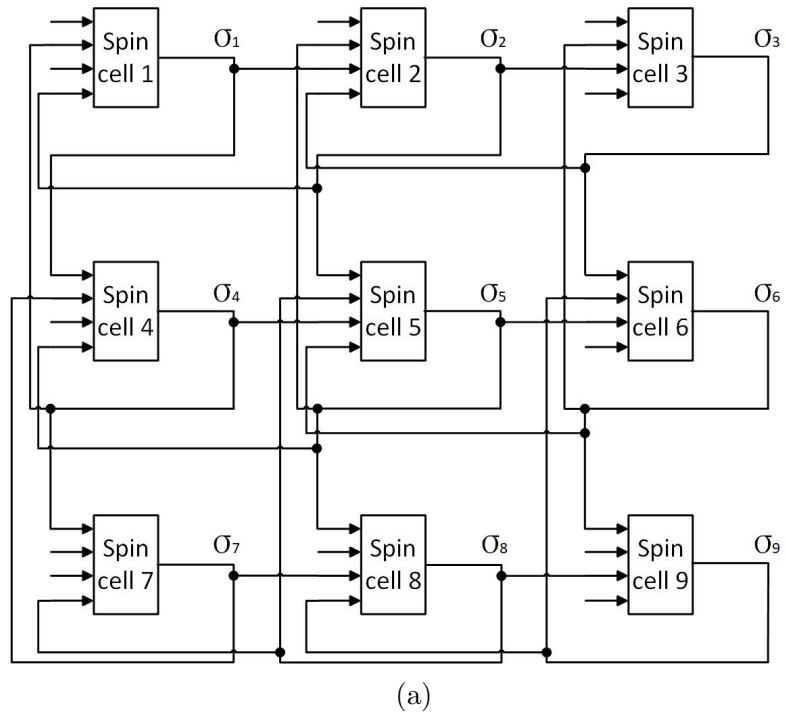 Spin cell 1
σ1
Spin cell 2
σ2
Spin cell 3
σ3
Spin cell 4
σ4
Spin cell 5
σ5
Spin cell 6
σ6
Spin cell 7
σ7
Spin cell 8
σ8
Spin cell 9
σ9
(a)